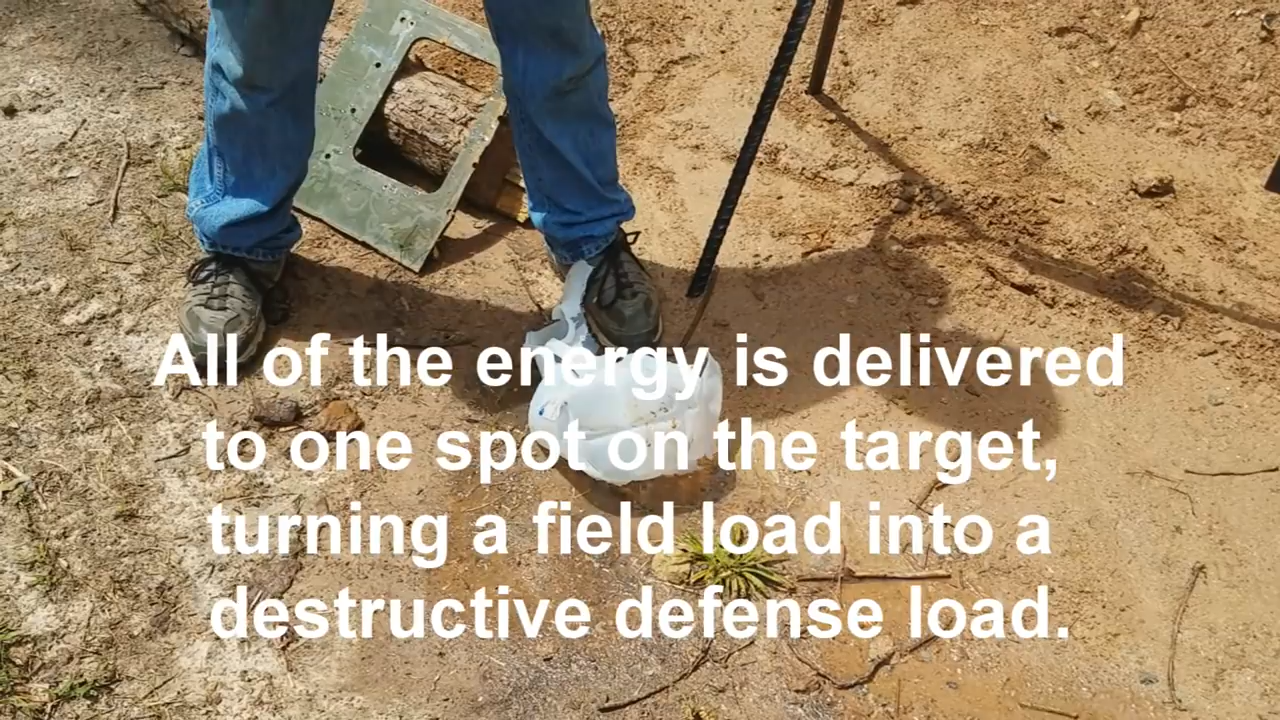 All of the energy is delivered
to one spot on the target,
turning a field load into a
destructive defense load.